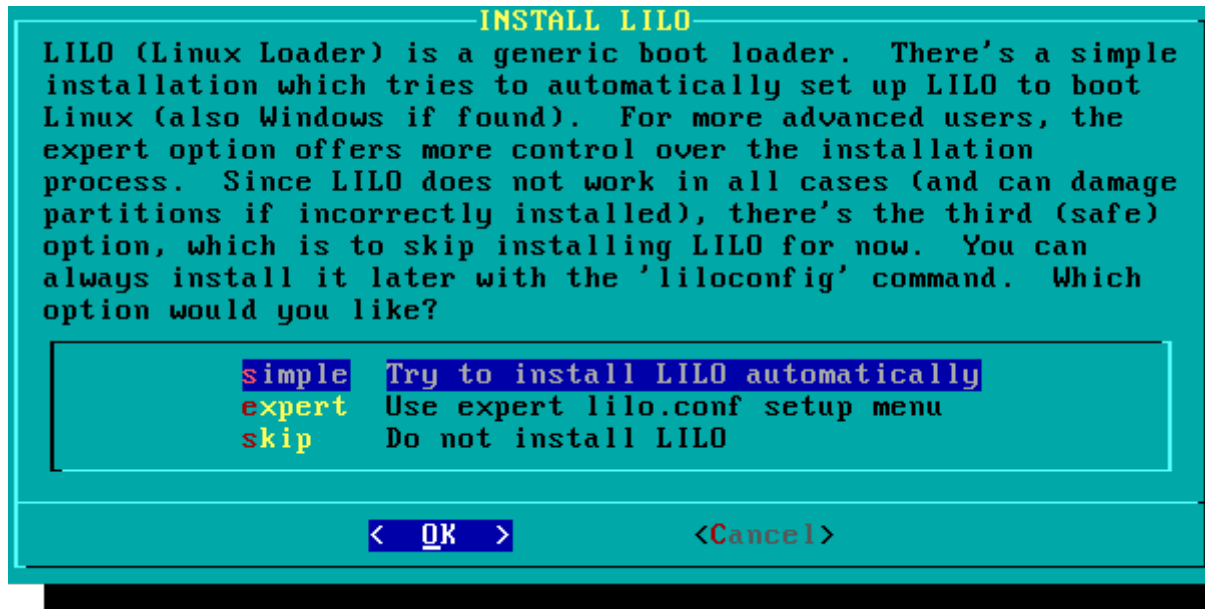 INSTALL LILO
LILO (Linux Loader) is a generic boot loader.  There's a simple
installation which tries to automatically set up LILO to boot
Linux (also Windows if found).  For more advanced users, the
expert option offers more control over the installation
process.  Since LILO does not work in all cases (and can damage
partitions if incorrectly installed), there's the third (safe)
option, which is to skip installing LILO for now.  You can
always install it later with the 'liloconfig' command.  Which
option would you like?
simple  Try to install LILO automatically
expert  Use expert lilo.conf setup menu
skip    Do not install LILO
<  OK  >          <Cancel>